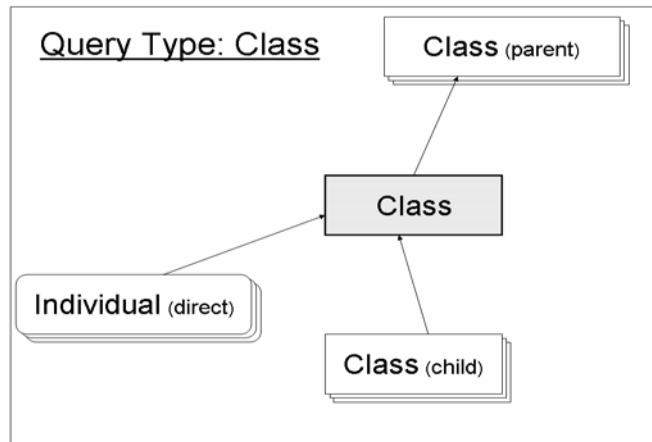 Query Type: Class
Class (parent)
Class
Individual (direct)
Class (child)